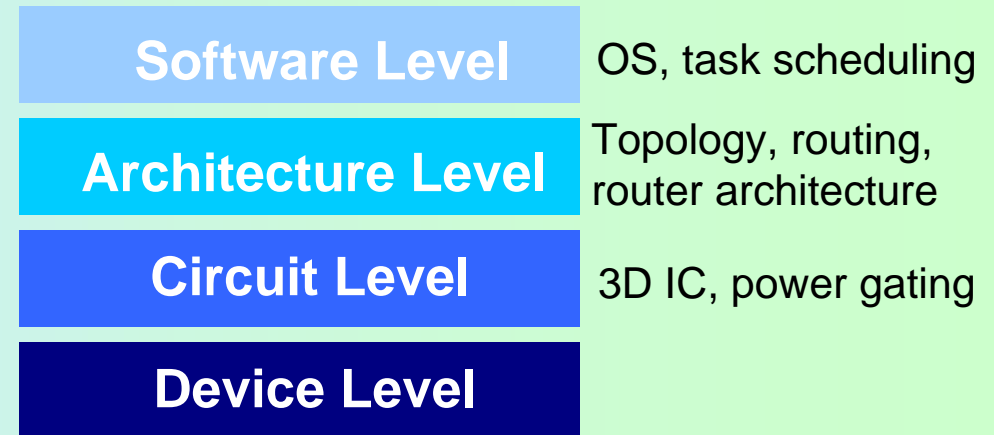 Software Level
OS, task scheduling
Architecture Level
Topology, routing,
router architecture
Circuit Level
3D IC, power gating
Device Level